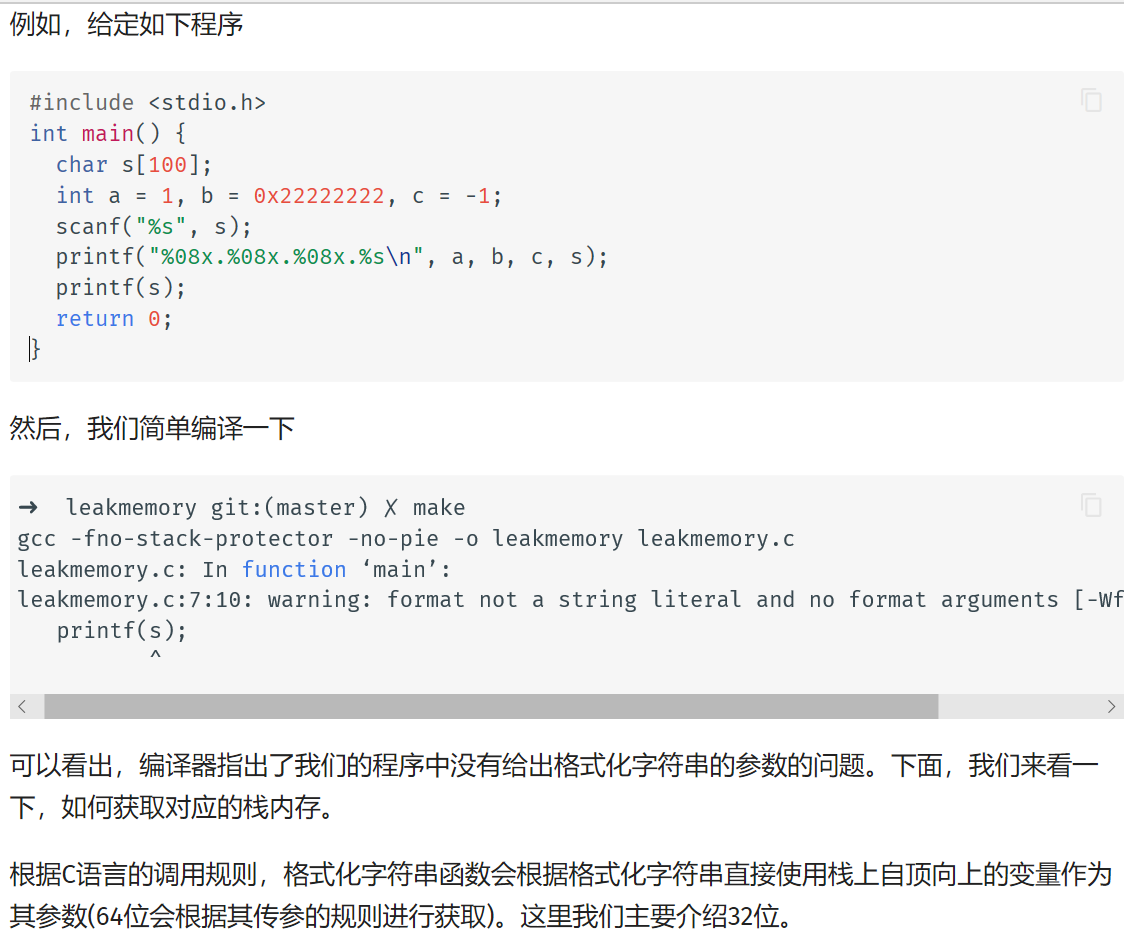 例如，给定如下程序
#include <stdio.h>
int main() {
  char s[100];
  int a = 1, b = 0x22222222, c = -1;
  scanf("%s", s);
  printf("%08x.%08x.%08x.%s\n", a, b, c, s);
  printf(s);
  return 0;
}
然后，我们简单编译一下
➜  leakmemory git:(master) ✗ make
gcc -fno-stack-protector -no-pie -o leakmemory leakmemory.c
leakmemory.c: In function ‘main’:
leakmemory.c:7:10: warning: format not a string literal and no format arguments [-Wf
   printf(s);
          ^
可以看出，编译器指出了我们的程序中没有给出格式化字符串的参数的问题。下面，我们来看一
下，如何获取对应的栈内存。
根据C语言的调用规则，格式化字符串函数会根据格式化字符串直接使用栈上自顶向上的变量作为
其参数(64位会根据其传参的规则进行获取)。这里我们主要介绍32位。